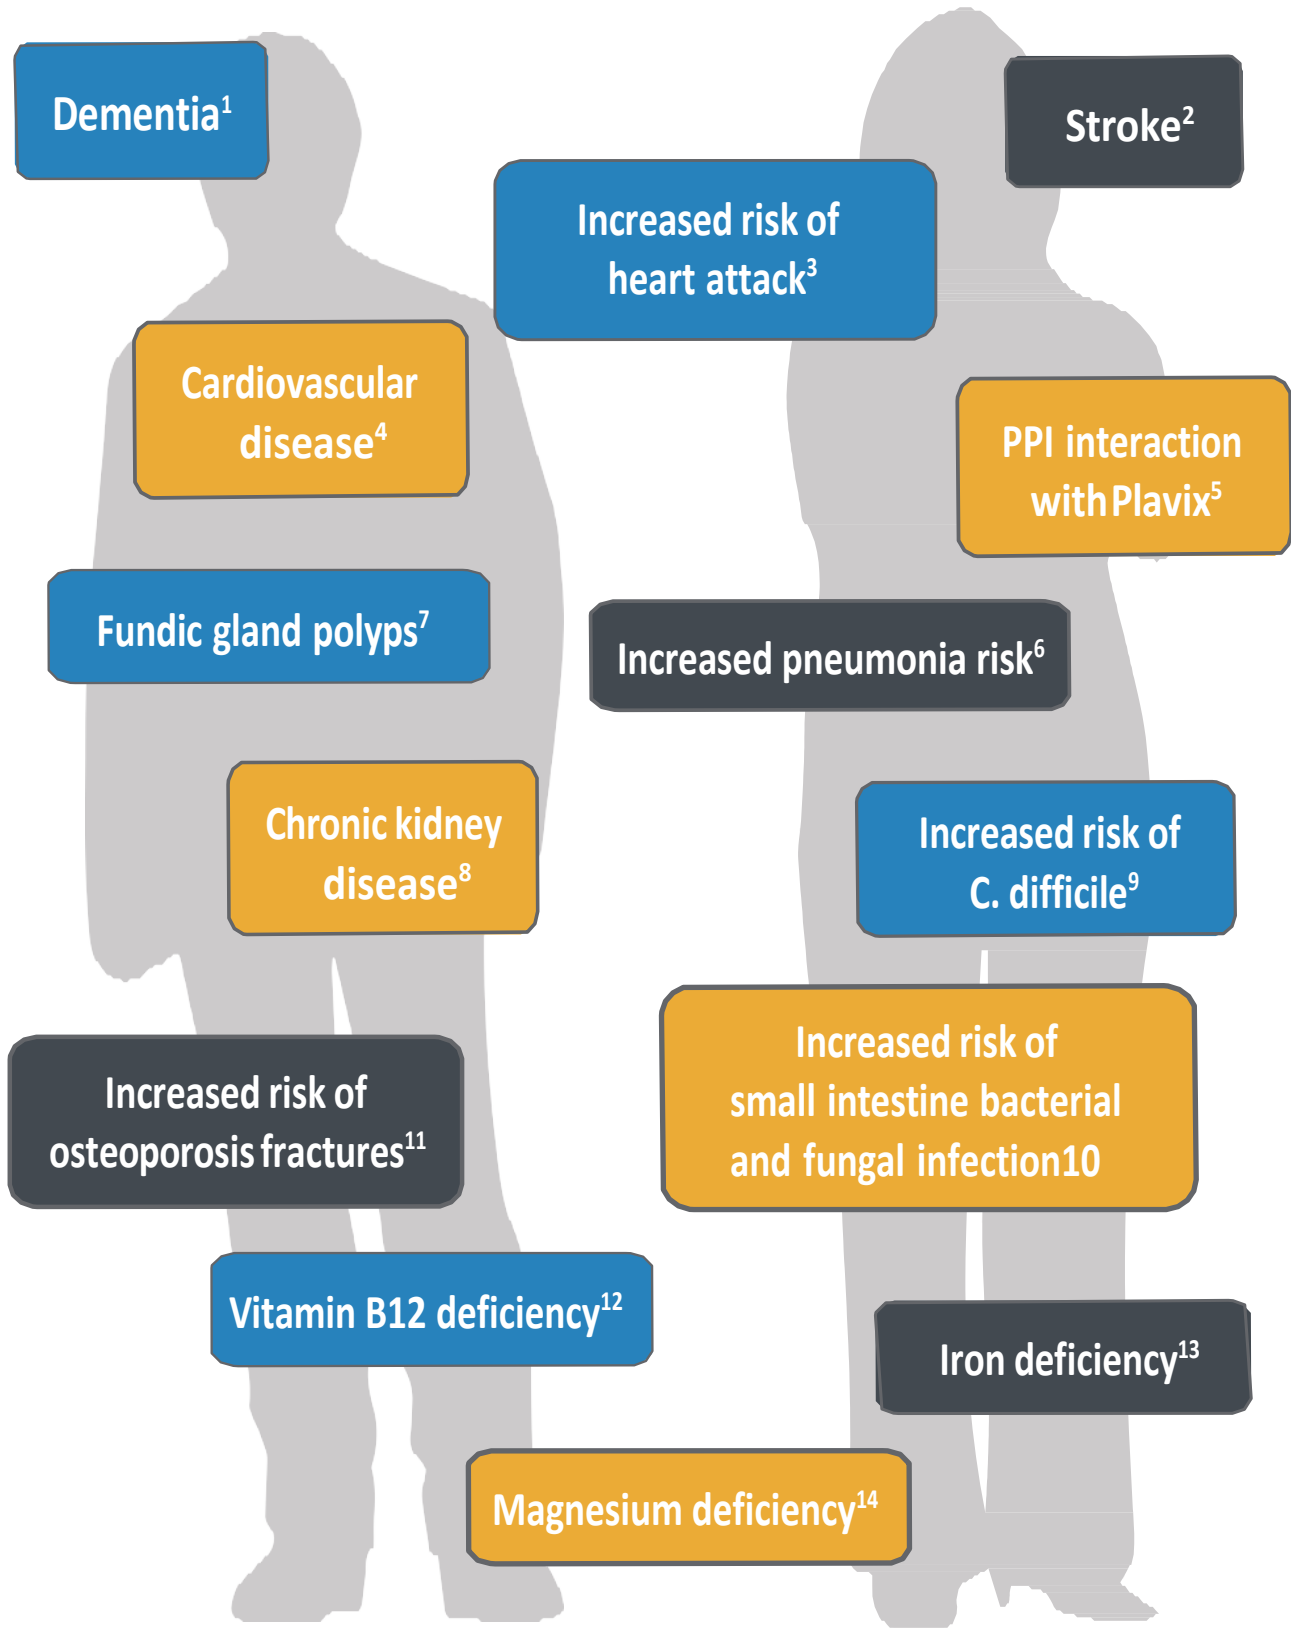 Dementia¹
Stroke²
Increased risk of
heart attack³
Cardiovascular
disease⁴
PPI interaction
with Plavix⁵
Fundic gland polyps⁷
Increased pneumonia risk⁶
Chronic kidney
disease⁸
Increased risk of
C. difficile⁹
Increased risk of
small intestine bacterial
and fungal infection10
Increased risk of
osteoporosis fractures¹¹
Vitamin B12 deficiency¹²
Iron deficiency¹³
Magnesium deficiency¹⁴